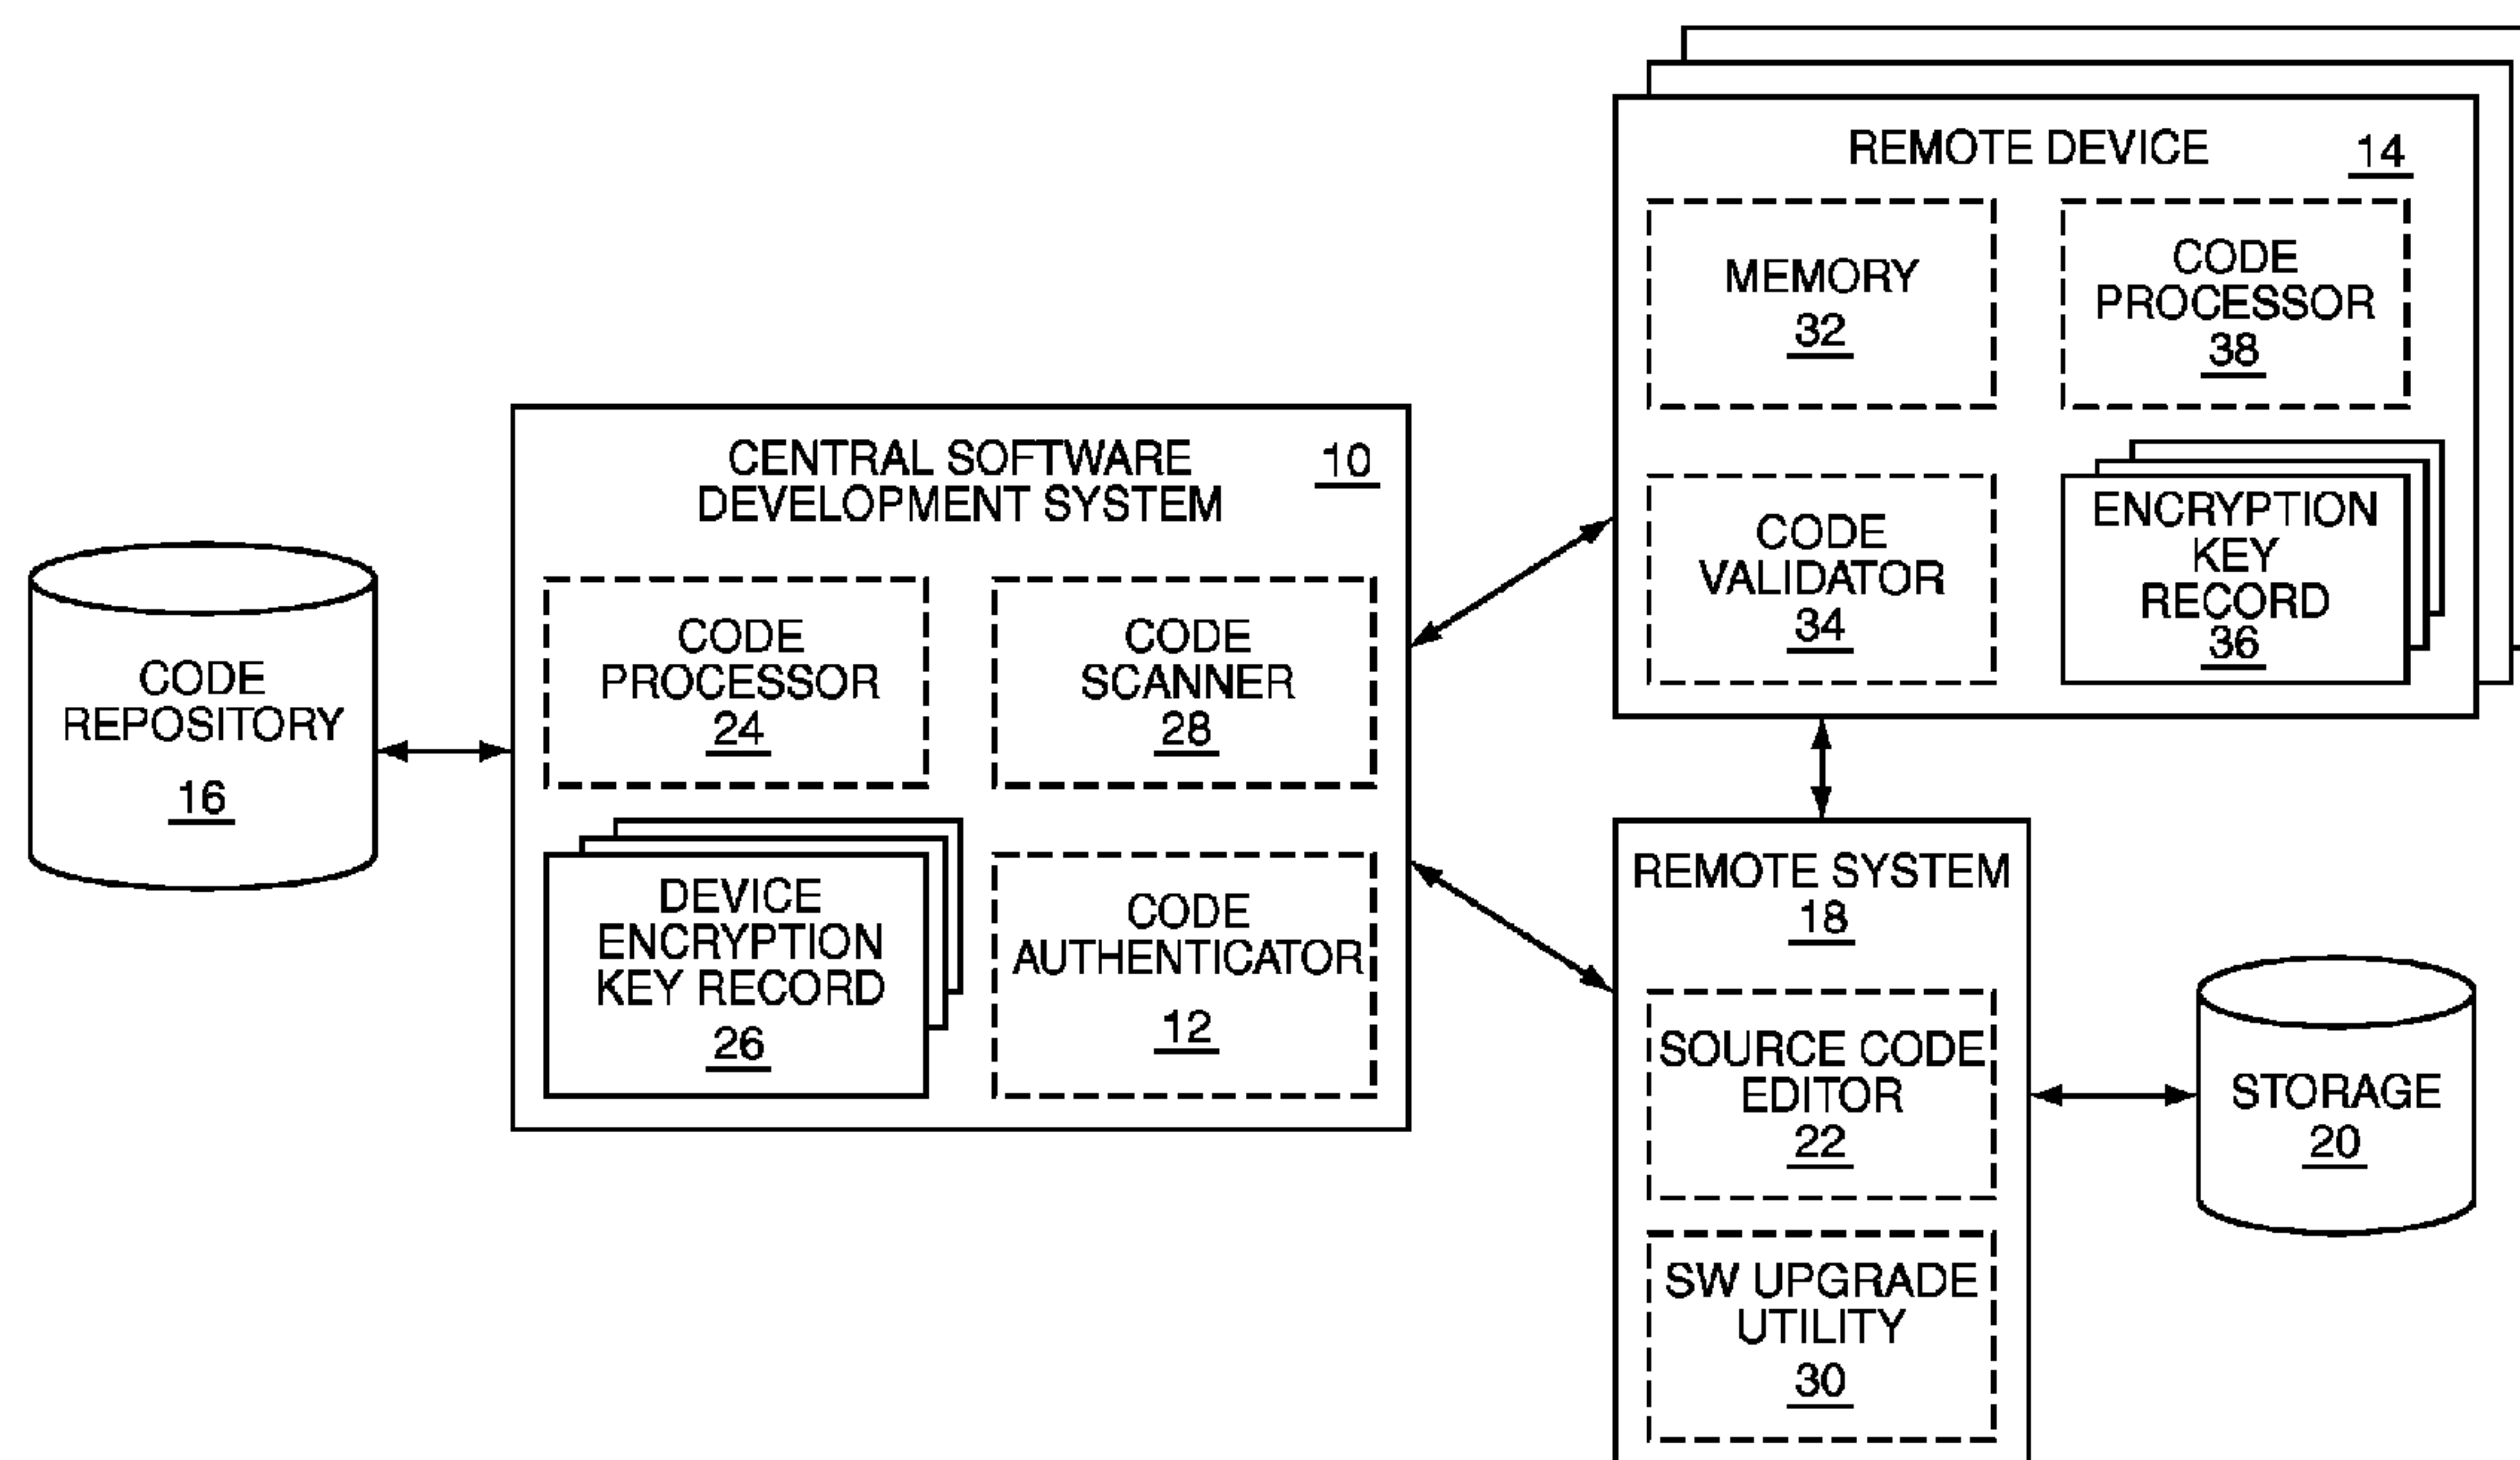 CODE
REPOSITORY
16
CENTRAL SOFTWARE
DEVELOPMENT SYSTEM
10
CODE
PROCESSOR
24
CODE
SCANNER
28
DEVICE
ENCRYPTION
KEY RECORD
26
CODE
AUTHENTICATOR
12
REMOTE DEVICE
14
MEMORY
32
CODE
PROCESSOR
38
CODE
VALIDATOR
34
ENCRYPTION
KEY
RECORD
36
REMOTE SYSTEM
18
SOURCE CODE
EDITOR
22
SW UPGRADE
UTILITY
30
STORAGE
20